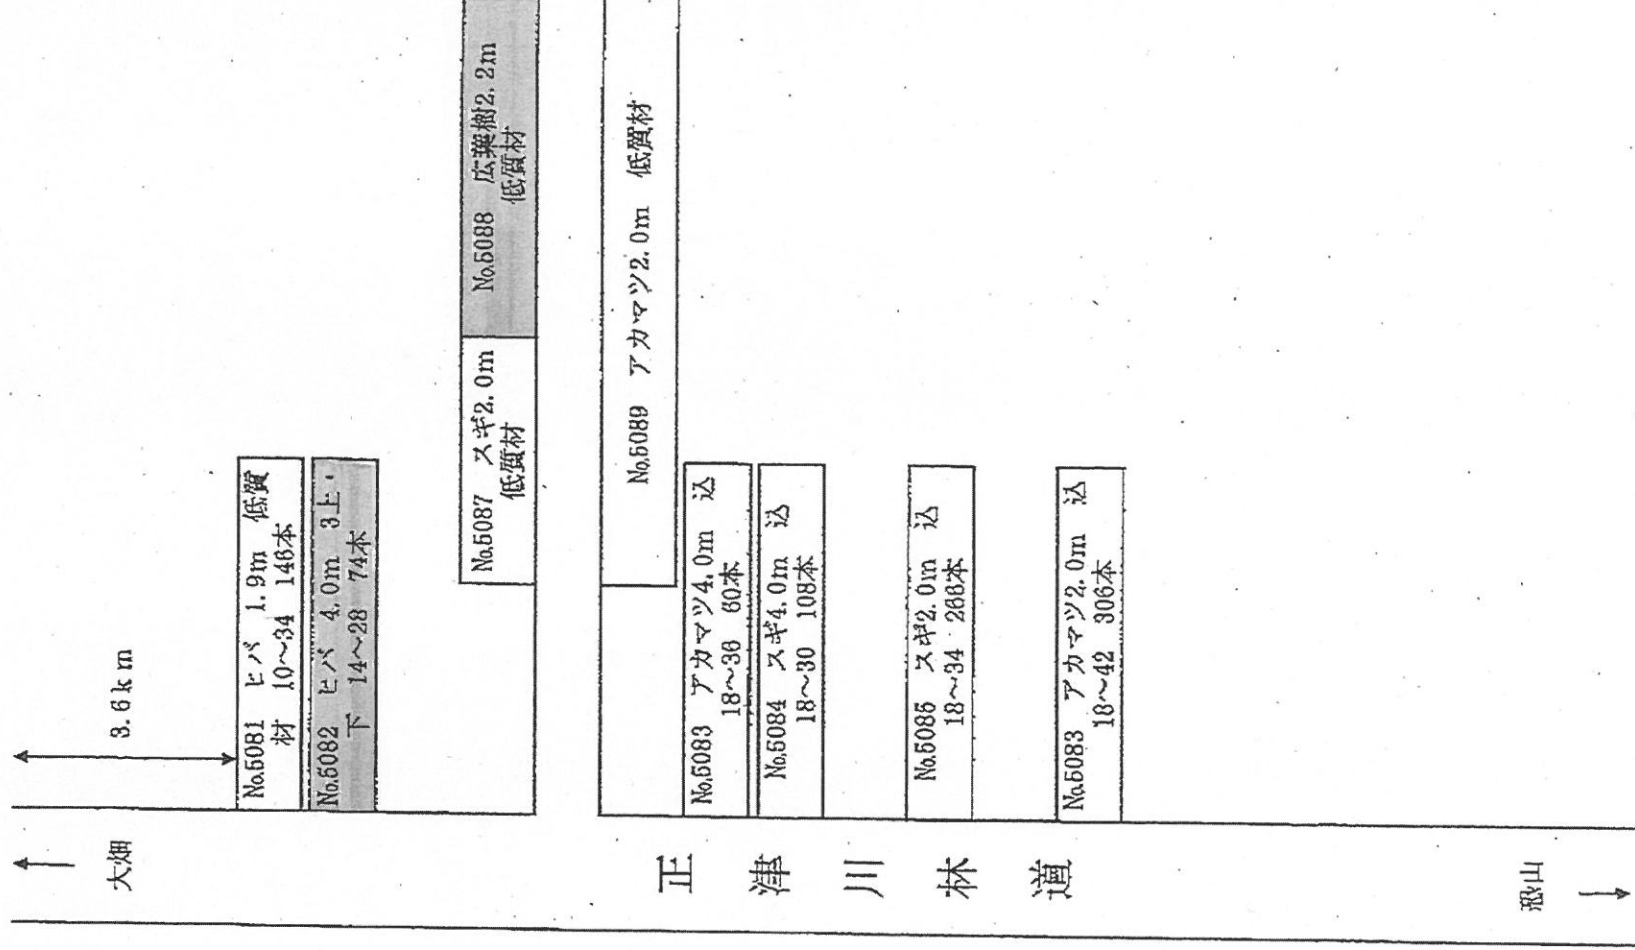 3.6km
No.5081 ヒバ 1.9m 低質
材 10～34 146本
No.5082 ヒバ 4.0m 3上・
下 14～28 74本
No.5087 スギ2.0m
低質材
No.5088 広葉樹2.2m
低質材
No.5089 アカマツ2.0m 低質材
No.5083 アカマツ4.0m 込
18～36 60本
No.5084 スギ4.0m 込
18～30 108本
No.5085 スギ2.0m 込
18～34 266本
No.5083 アカマツ2.0m 込
18～42 306本
大畑
正津川林道
恐山